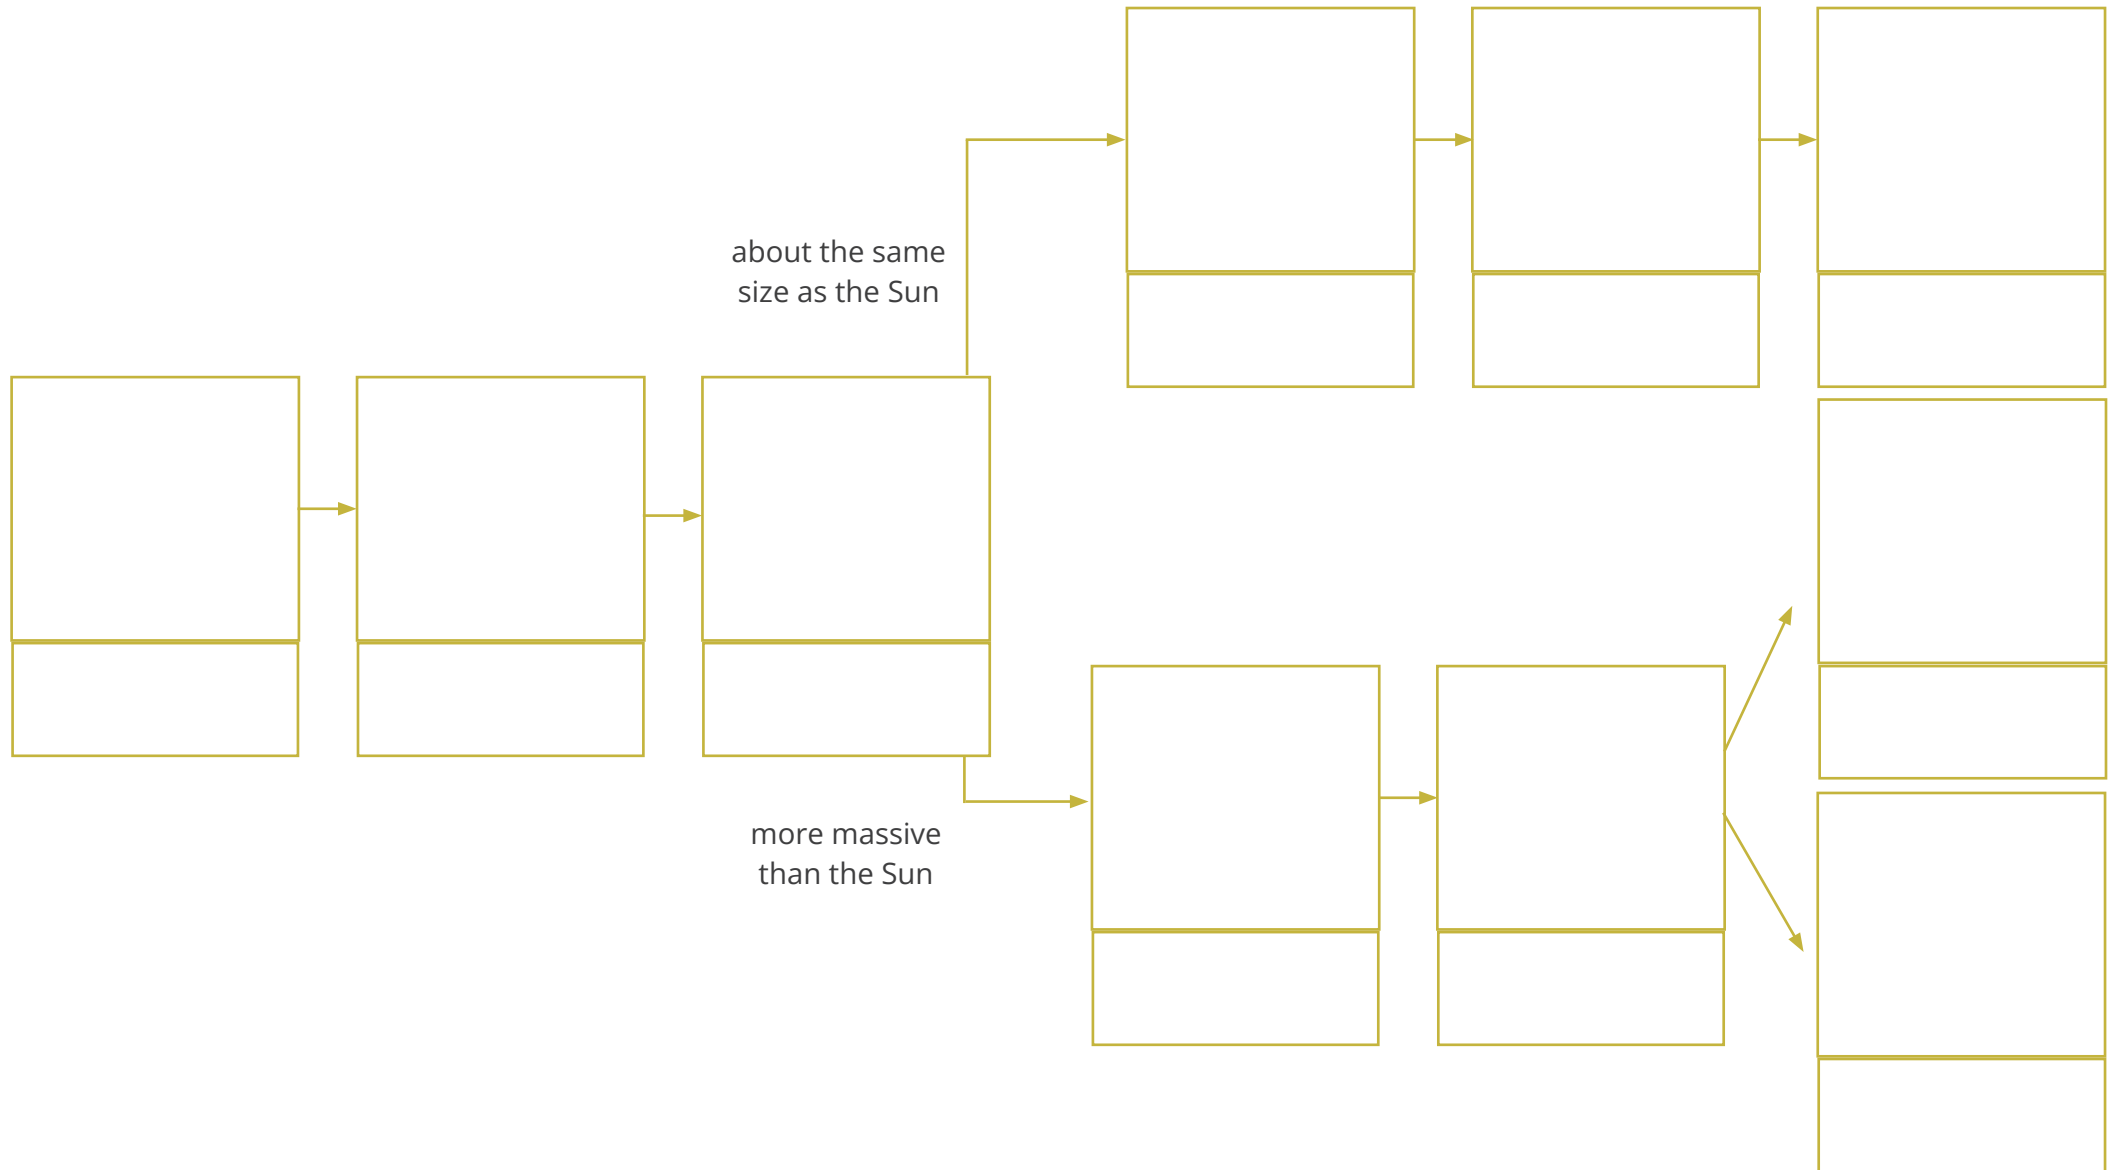 about the same
size as the Sun
more massive
than the Sun